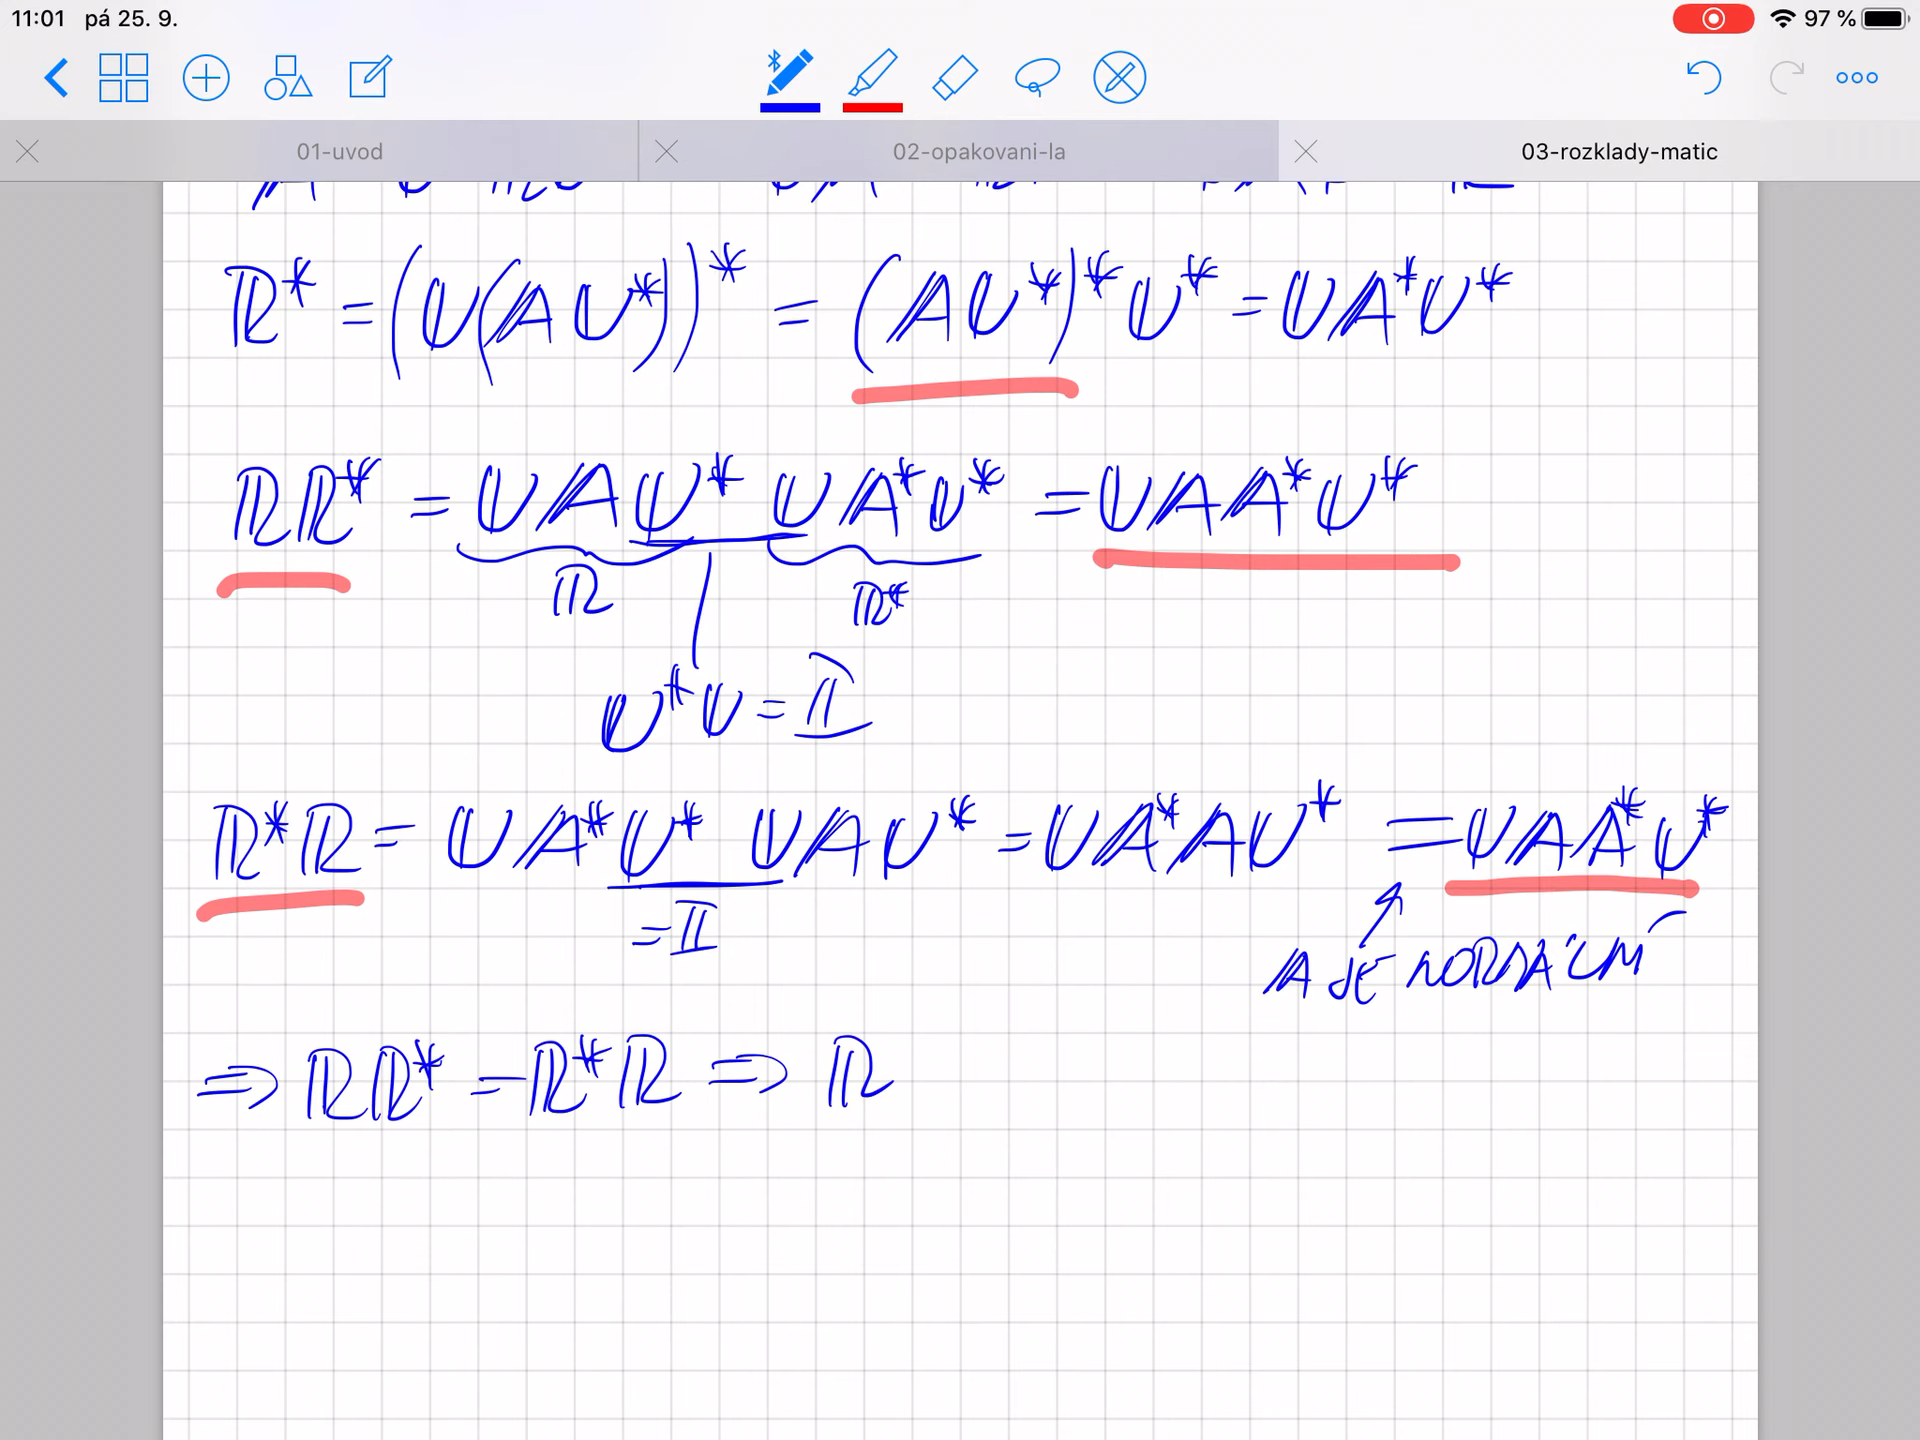 11:01 pá 25. 9. 97 %
01-uvod 02-opakovani-la 03-rozklady-matic
ℝ* = (𝕌(𝔸𝕌*))* = (𝔸𝕌*)*𝕌* = 𝕌𝔸*𝕌*
ℝℝ* = 𝕌𝔸𝕌* 𝕌𝔸*𝕌* = 𝕌𝔸𝔸*𝕌*
ℝ ℝ*
𝕌*𝕌 = 𝕀
ℝ*ℝ = 𝕌𝔸*𝕌* 𝕌𝔸𝕌* = 𝕌𝔸*𝔸𝕌* = 𝕌𝔸𝔸*𝕌*
= 𝕀
𝔸 JE NORMÁLNÍ
⇒ ℝℝ* = ℝ*ℝ ⇒ ℝ